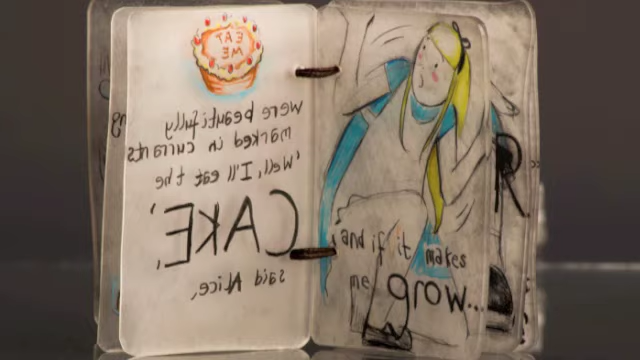 EAT
ME
were beautifully
marked in currants
'Well, I'll eat the
CAKE,'
said Alice,
and if it makes
me grow...
R